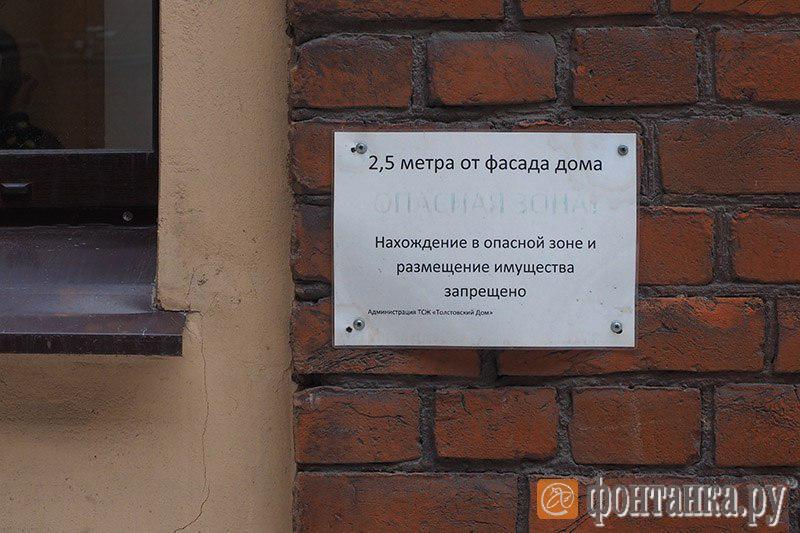 2,5 метра от фасада дома
ОПАСНАЯ ЗОНА!
Нахождение в опасной зоне и
размещение имущества
запрещено
Администрация ТСЖ «Толстовский Дом»
@ фонтанка.ру